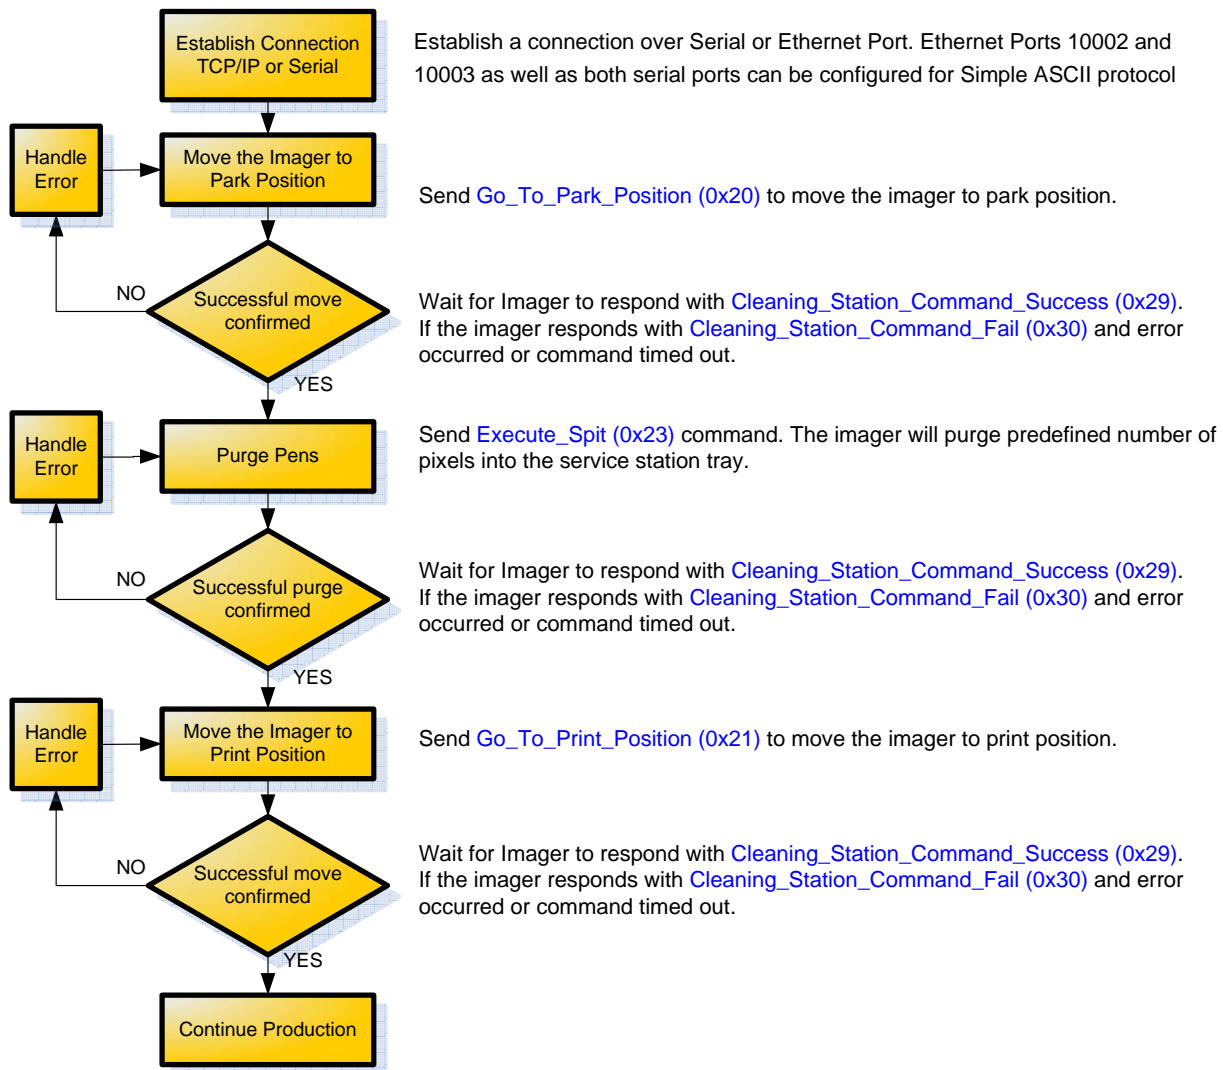 Establish Connection
TCP/IP or Serial
Establish a connection over Serial or Ethernet Port. Ethernet Ports 10002 and
10003 as well as both serial ports can be configured for Simple ASCII protocol
Handle
Error
Move the Imager to
Park Position
Send Go_To_Park_Position (0x20) to move the imager to park position.
NO
Successful move
confirmed
YES
Wait for Imager to respond with Cleaning_Station_Command_Success (0x29).
If the imager responds with Cleaning_Station_Command_Fail (0x30) and error
occurred or command timed out.
Handle
Error
Purge Pens
Send Execute_Spit (0x23) command. The imager will purge predefined number of
pixels into the service station tray.
NO
Successful purge
confirmed
YES
Wait for Imager to respond with Cleaning_Station_Command_Success (0x29).
If the imager responds with Cleaning_Station_Command_Fail (0x30) and error
occurred or command timed out.
Handle
Error
Move the Imager to
Print Position
Send Go_To_Print_Position (0x21) to move the imager to print position.
NO
Successful move
confirmed
YES
Wait for Imager to respond with Cleaning_Station_Command_Success (0x29).
If the imager responds with Cleaning_Station_Command_Fail (0x30) and error
occurred or command timed out.
Continue Production